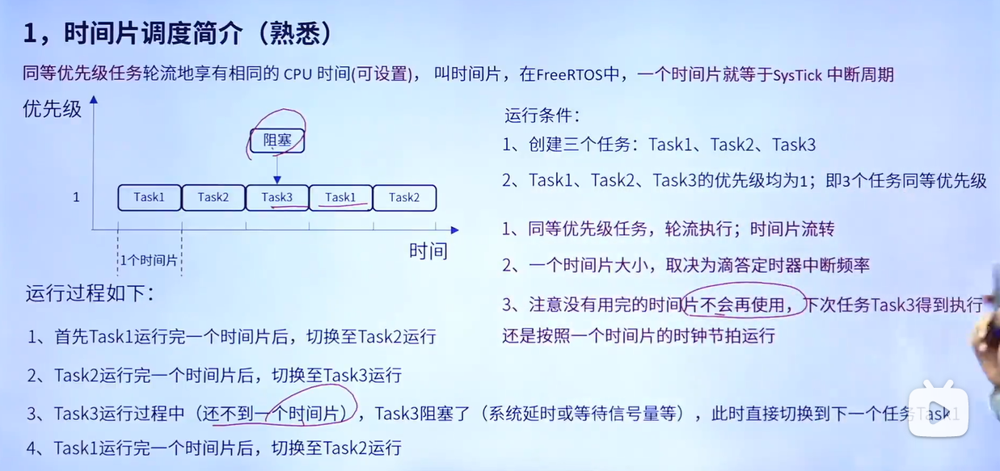 1，时间片调度简介（熟悉）
同等优先级任务轮流地享有相同的 CPU 时间(可设置)， 叫时间片，在FreeRTOS中，一个时间片就等于SysTick 中断周期
优先级
阻塞
1
Task1 Task2 Task3 Task1 Task2
时间
1个时间片
运行过程如下：
1、首先Task1运行完一个时间片后，切换至Task2运行
2、Task2运行完一个时间片后，切换至Task3运行
3、Task3运行过程中（还不到一个时间片），Task3阻塞了（系统延时或等待信号量等），此时直接切换到下一个任务Task1
4、Task1运行完一个时间片后，切换至Task2运行
运行条件：
1、创建三个任务：Task1、Task2、Task3
2、Task1、Task2、Task3的优先级均为1；即3个任务同等优先级
1、同等优先级任务，轮流执行；时间片流转
2、一个时间片大小，取决为滴答定时器中断频率
3、注意没有用完的时间片不会再使用，下次任务Task3得到执行
还是按照一个时间片的时钟节拍运行